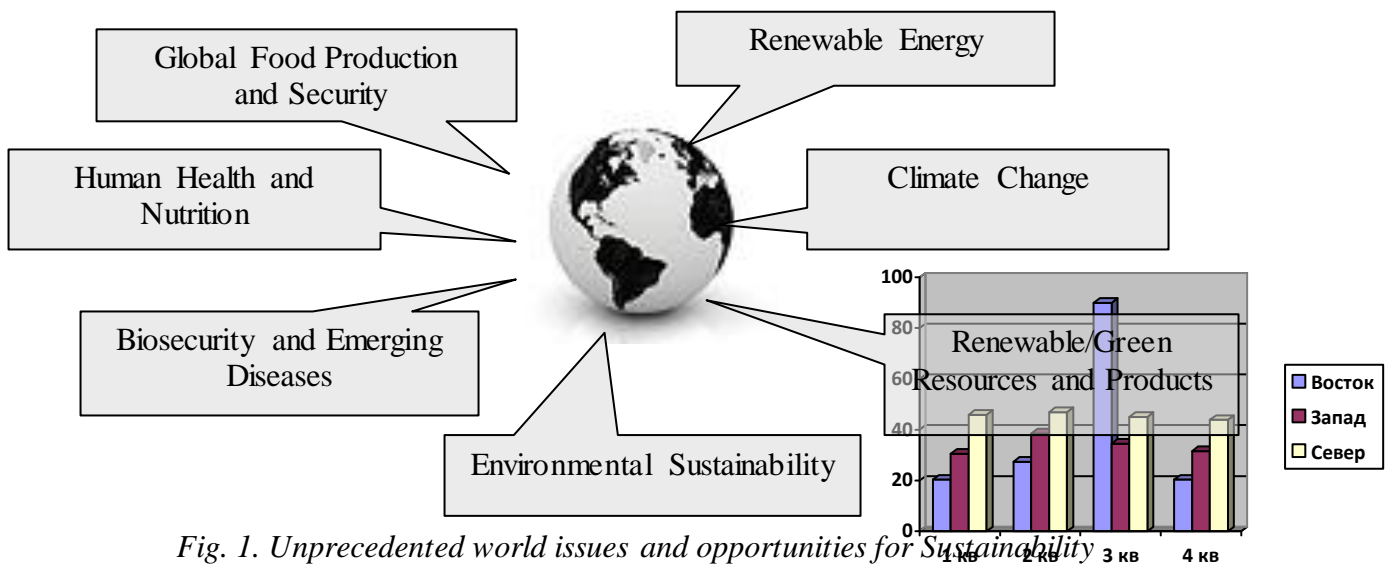 Global Food Production
and Security
Renewable Energy
Human Health and
Nutrition
Climate Change
Biosecurity and Emerging
Diseases
Renewable/Green
Resources and Products
Environmental Sustainability
100
80
60
40
20
0
1 кв 2 кв 3 кв 4 кв
Восток
Запад
Север
Fig. 1. Unprecedented world issues and opportunities for Sustainability